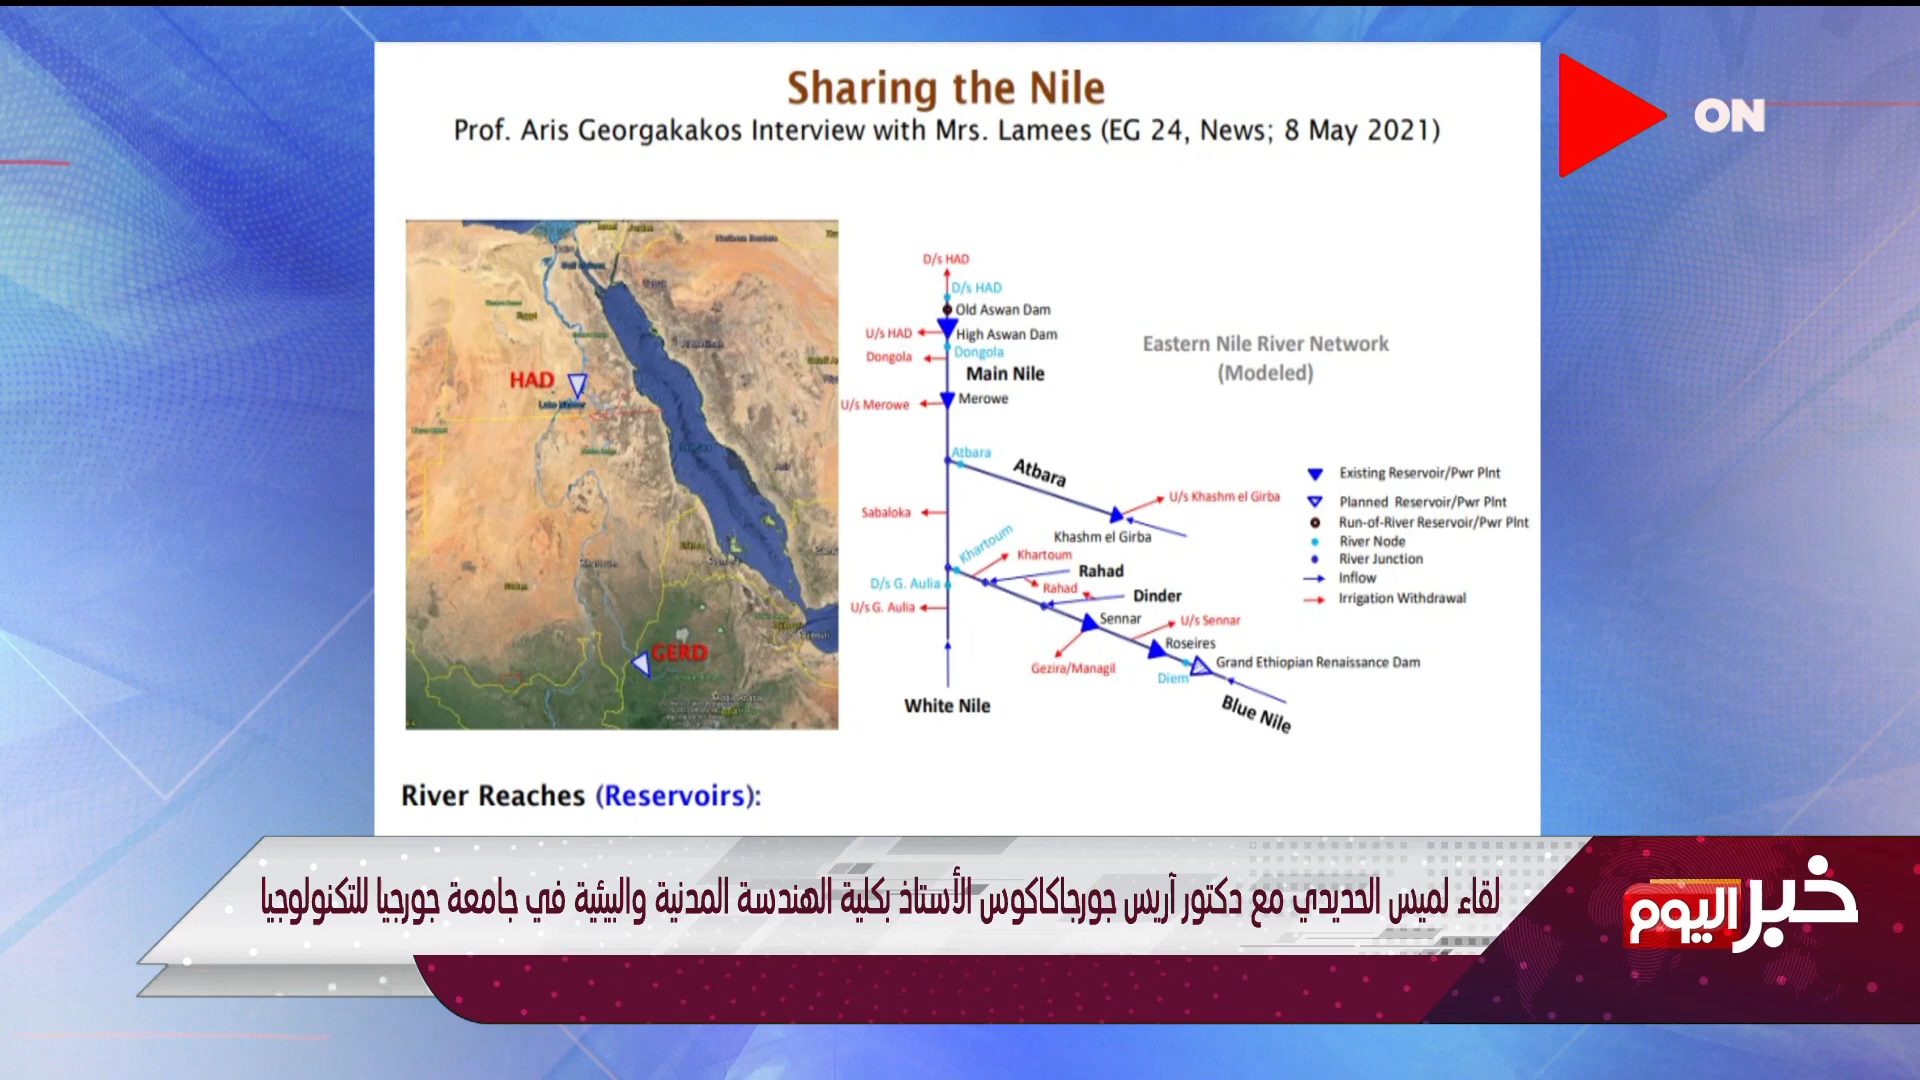 Sharing the Nile
Prof. Aris Georgakakos Interview with Mrs. Lamees (EG 24, News; 8 May 2021)
ON
HAD
GERD
D/s HAD
D/s HAD
Old Aswan Dam
U/s HAD
High Aswan Dam
Dongola
Dongola
Main Nile
U/s Merowe
Merowe
Atbara
Atbara
U/s Khashm el Girba
Sabaloka
Khashm el Girba
Khartoum
Khartoum
Rahad
D/s G. Aulia
Rahad
Dinder
U/s G. Aulia
Sennar
U/s Sennar
Gezira/Managil
Roseires
Grand Ethiopian Renaissance Dam
Diem
White Nile
Blue Nile
Eastern Nile River Network
(Modeled)
Existing Reservoir/Pwr Plnt
Planned Reservoir/Pwr Plnt
Run-of-River Reservoir/Pwr Plnt
River Node
River Junction
Inflow
Irrigation Withdrawal
River Reaches (Reservoirs):
لقاء لميس الحديدي مع دكتور آريس جورجاكاكوس الأستاذ بكلية الهندسة المدنية والبيئية في جامعة جورجيا للتكنولوجيا
خبر اليوم